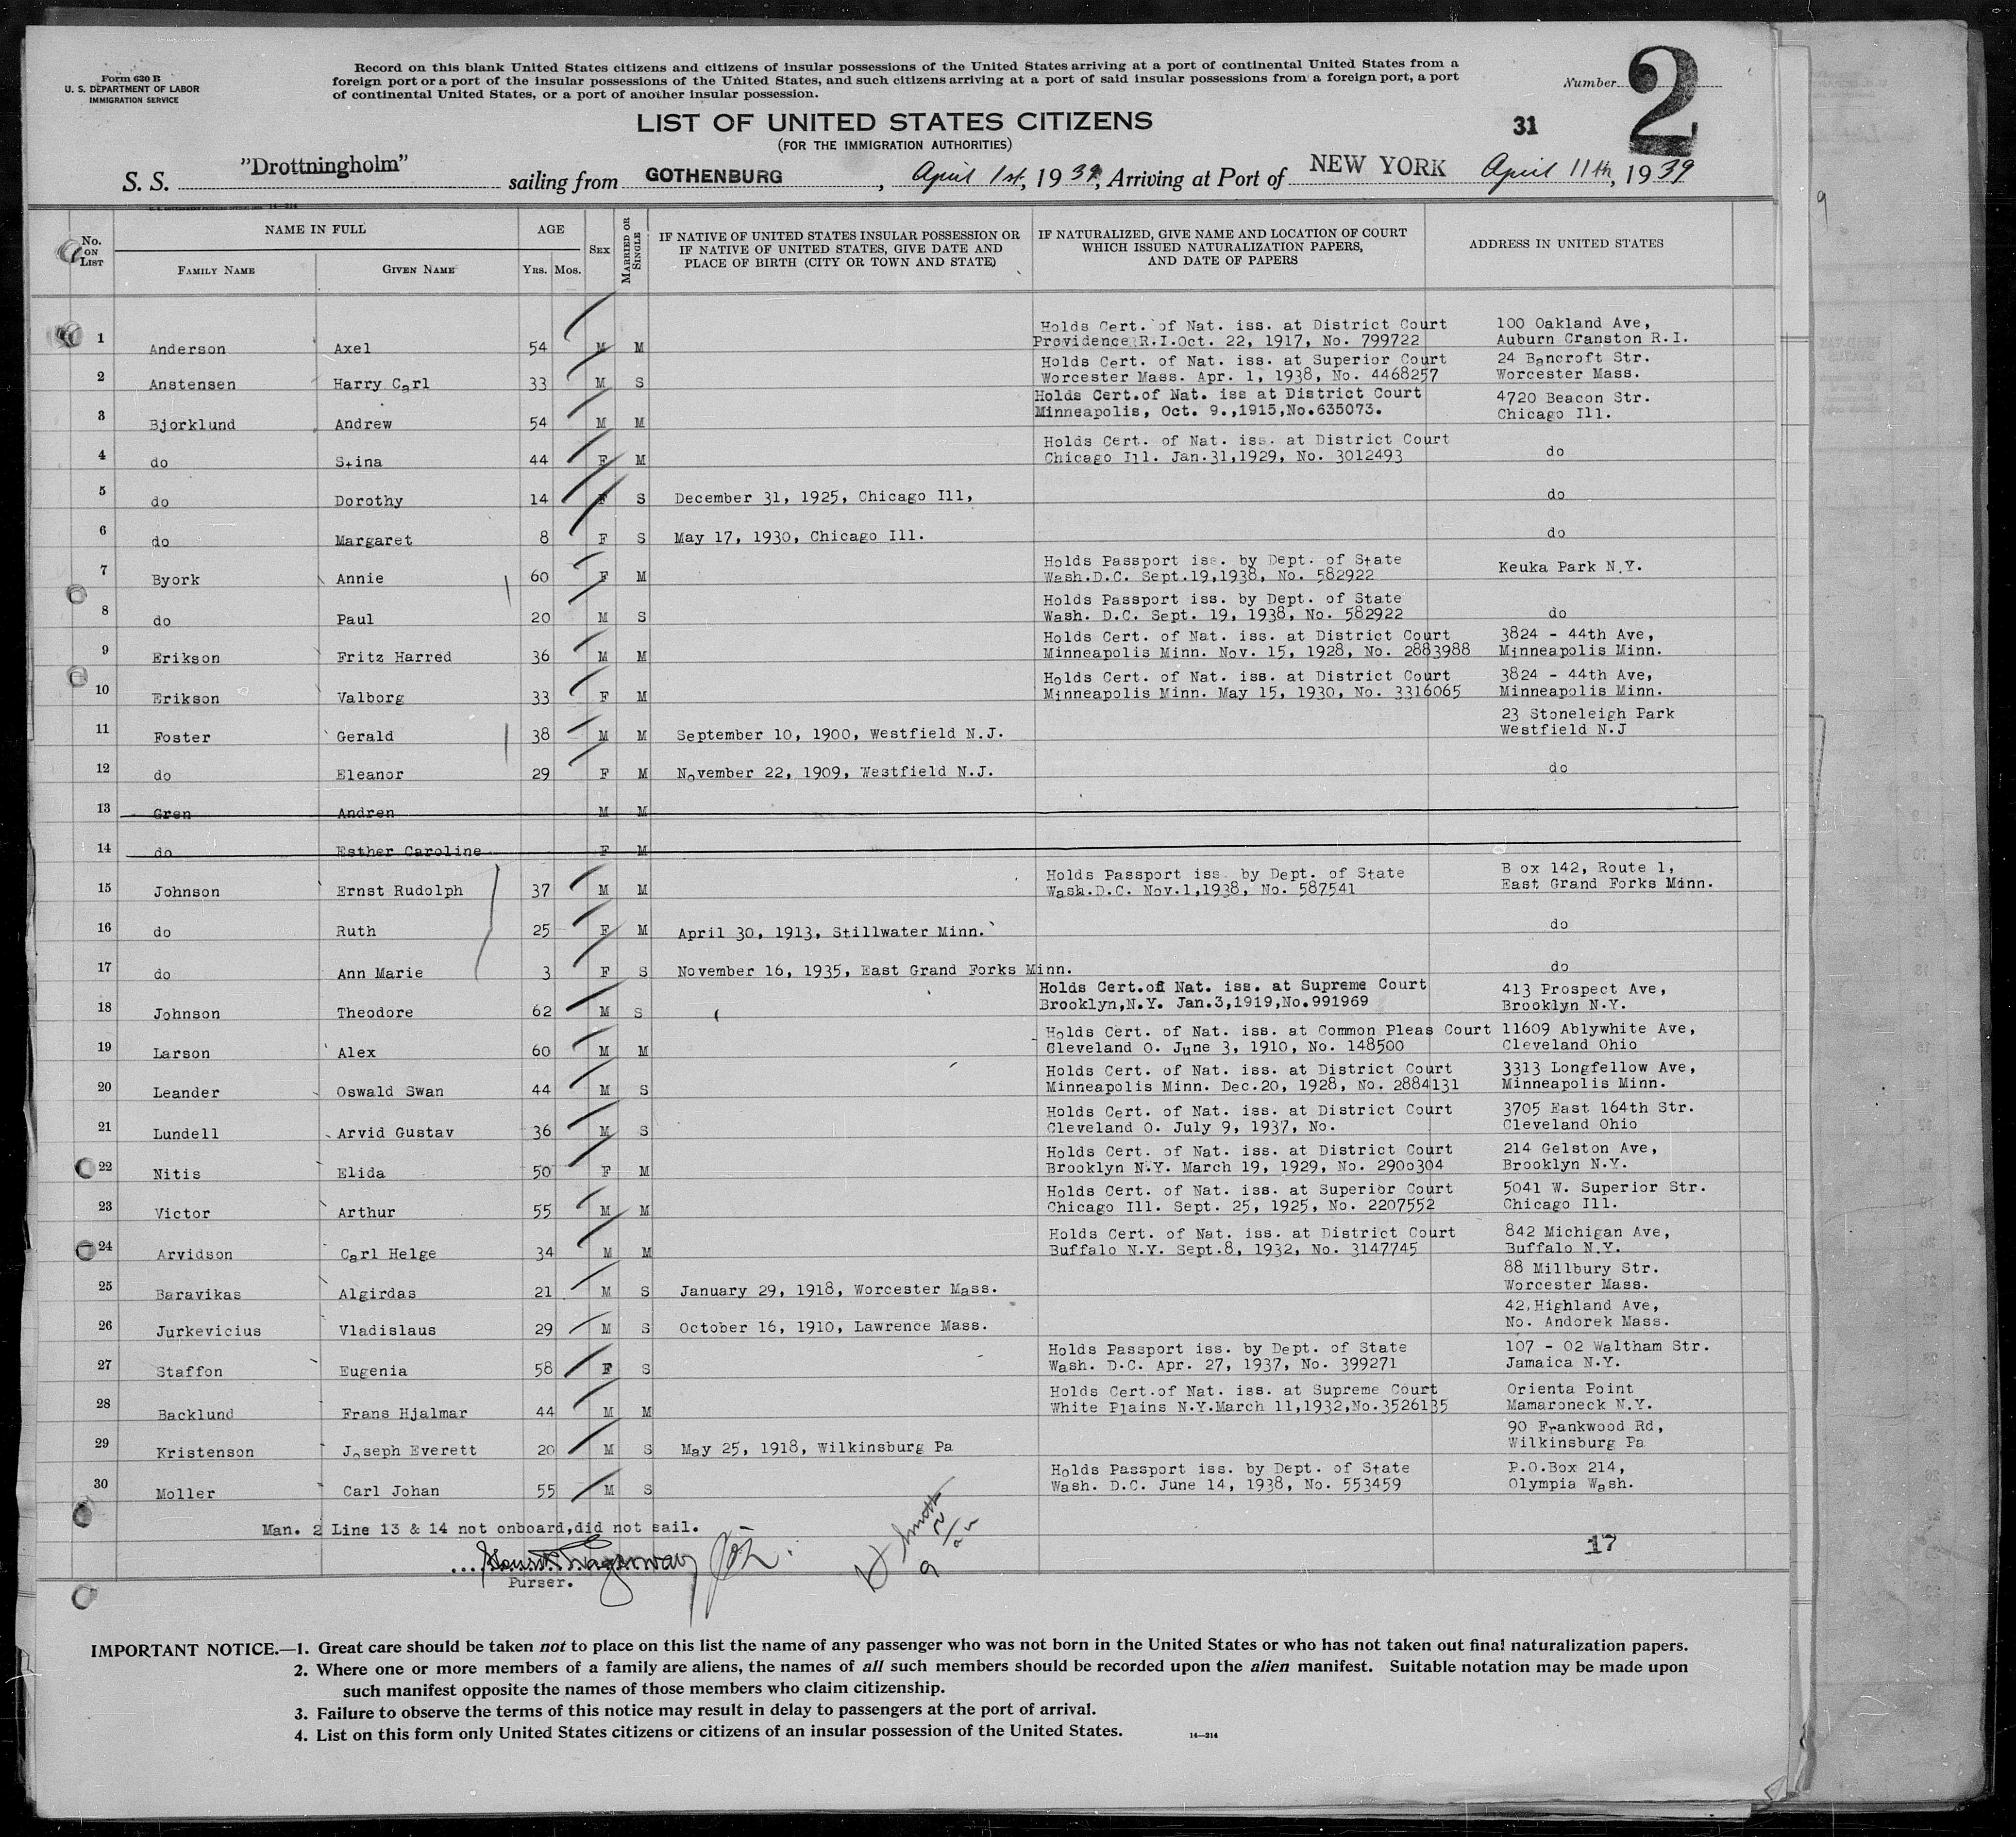 Form 630 B
U. S. DEPARTMENT OF LABOR
IMMIGRATION SERVICE
Record on this blank United States citizens and citizens of insular possessions of the United States arriving at a port of continental United States from a
foreign port or a port of the insular possessions of the United States, and such citizens arriving at a port of said insular possessions from a foreign port, a port
of continental United States, or a port of another insular possession.
Number 2
LIST OF UNITED STATES CITIZENS
(FOR THE IMMIGRATION AUTHORITIES)
31
S. S. "Drottningholm" sailing from GOTHENBURG, April 1st, 1939, Arriving at Port of NEW YORK April 11th, 1939
No. ON LIST
NAME IN FULL
FAMILY NAME
GIVEN NAME
AGE
YRS. MOS.
SEX
MARRIED OR SINGLE
IF NATIVE OF UNITED STATES INSULAR POSSESSION OR
IF NATIVE OF UNITED STATES, GIVE DATE AND
PLACE OF BIRTH (CITY OR TOWN AND STATE)
IF NATURALIZED, GIVE NAME AND LOCATION OF COURT
WHICH ISSUED NATURALIZATION PAPERS,
AND DATE OF PAPERS
ADDRESS IN UNITED STATES
Holds Cert. of Nat. iss. at District Court 100 Oakland Ave,
1 Anderson Axel 54 M M Providence R.I.Oct. 22, 1917, No. 799722 Auburn Cranston R.I.
Holds Cert. of Nat. iss. at Superior Court 24 Bancroft Str.
2 Anstensen Harry Carl 33 M S Worcester Mass. Apr. 1, 1938, No. 4468257 Worcester Mass.
Holds Cert.of Nat. iss at District Court 4720 Beacon Str.
3 Bjorklund Andrew 54 M M Minneapolis, Oct. 9.,1915,No.635073. Chicago Ill.
Holds Cert. of Nat. iss. at District Court
4 do Stina 44 F M Chicago Ill. Jan.31,1929, No. 3012493 do
5 do Dorothy 14 F S December 31, 1925, Chicago Ill, do
6 do Margaret 8 F S May 17, 1930, Chicago Ill. do
Holds Passport iss. by Dept. of State
7 Byork Annie 60 F M Wash.D.C. Sept.19,1938, No. 582922 Keuka Park N.Y.
Holds Passport iss. by Dept. of State
8 do Paul 20 M S Wash. D.C. Sept. 19, 1938, No. 582922 do
Holds Cert. of Nat. iss. at District Court 3824 - 44th Ave,
9 Erikson Fritz Harred 36 M M Minneapolis Minn. Nov. 15, 1928, No. 2883988 Minneapolis Minn.
Holds Cert. of Nat. iss. at District Court 3824 - 44th Ave,
10 Erikson Valborg 33 F M Minneapolis Minn. May 15, 1930, No. 3316065 Minneapolis Minn.
23 Stoneleigh Park
11 Foster Gerald 38 M M September 10, 1900, Westfield N.J. Westfield N.J
12 do Eleanor 29 F M November 22, 1909, Westfield N.J. do
13 Gren Andren M M
14 do Esther Caroline F M
Holds Passport iss. by Dept. of State B ox 142, Route 1,
15 Johnson Ernst Rudolph 37 M M Wash.D.C. Nov.1,1938, No. 587541 East Grand Forks Minn.
16 do Ruth 25 F M April 30, 1913, Stillwater Minn. do
17 do Ann Marie 3 F S November 16, 1935, East Grand Forks Minn. do
Holds Cert.of Nat. iss. at Supreme Court 413 Prospect Ave,
18 Johnson Theodore 62 M S Brooklyn,N.Y. Jan.3,1919,No.991969 Brooklyn N.Y.
Holds Cert. of Nat. iss. at Common Pleas Court 11609 Ablywhite Ave,
19 Larson Alex 60 M M Cleveland O. June 3, 1910, No. 148500 Cleveland Ohio
Holds Cert. of Nat. iss. at District Court 3313 Longfellow Ave,
20 Leander Oswald Swan 44 M S Minneapolis Minn. Dec.20, 1928, No. 2884131 Minneapolis Minn.
Holds Cert. of Nat. iss. at District Court 3705 East 164th Str.
21 Lundell Arvid Gustav 36 M S Cleveland O. July 9, 1937, No. Cleveland Ohio
Holds Cert. of Nat. iss. at District Court 214 Gelston Ave,
22 Nitis Elida 50 F M Brooklyn N.Y. March 19, 1929, No. 2900304 Brooklyn N.Y.
Holds Cert. of Nat. iss. at Superior Court 5041 W. Superior Str.
23 Victor Arthur 55 M M Chicago Ill. Sept. 25, 1925, No. 2207552 Chicago Ill.
Holds Cert. of Nat. iss. at District Court 842 Michigan Ave,
24 Arvidson Carl Helge 34 M M Buffalo N.Y. Sept.8, 1932, No. 3147745 Buffalo N.Y.
88 Millbury Str.
25 Baravikas Algirdas 21 M S January 29, 1918, Worcester Mass. Worcester Mass.
42,Highland Ave,
26 Jurkevicius Vladislaus 29 M S October 16, 1910, Lawrence Mass. No. Andorek Mass.
Holds Passport iss. by Dept. of State 107 - 02 Waltham Str.
27 Staffon Eugenia 58 F S Wash. D.C. Apr. 27, 1937, No. 399271 Jamaica N.Y.
Holds Cert.of Nat. iss. at Supreme Court Orienta Point
28 Backlund Frans Hjalmar 44 M M White Plains N.Y.March 11,1932,No.3526135 Mamaroneck N.Y.
90 Frankwood Rd,
29 Kristenson Joseph Everett 20 M S May 25, 1918, Wilkinsburg Pa Wilkinsburg Pa
Holds Passport iss. by Dept. of State P.O.Box 214,
30 Moller Carl Johan 55 M S Wash. D.C. June 14, 1938, No. 553459 Olympia Wash.
Man. 2 Line 13 & 14 not onboard,did not sail.
17
Purser.
IMPORTANT NOTICE.—1. Great care should be taken not to place on this list the name of any passenger who was not born in the United States or who has not taken out final naturalization papers.
2. Where one or more members of a family are aliens, the names of all such members should be recorded upon the alien manifest. Suitable notation may be made upon
such manifest opposite the names of those members who claim citizenship.
3. Failure to observe the terms of this notice may result in delay to passengers at the port of arrival.
4. List on this form only United States citizens or citizens of an insular possession of the United States.
14—214